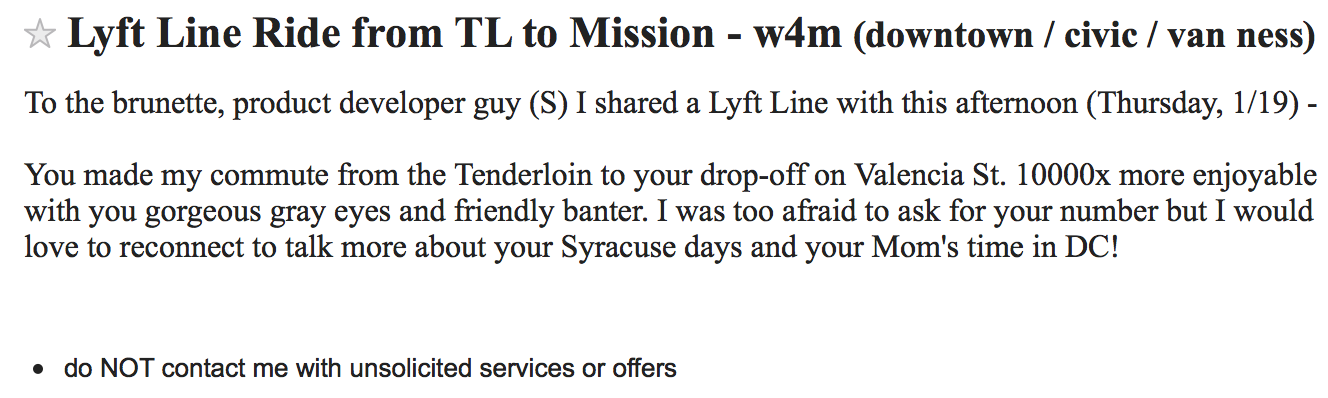 ☆ Lyft Line Ride from TL to Mission - w4m (downtown / civic / van ness)
To the brunette, product developer guy (S) I shared a Lyft Line with this afternoon (Thursday, 1/19) -
You made my commute from the Tenderloin to your drop-off on Valencia St. 10000x more enjoyable
with you gorgeous gray eyes and friendly banter. I was too afraid to ask for your number but I would
love to reconnect to talk more about your Syracuse days and your Mom's time in DC!
• do NOT contact me with unsolicited services or offers